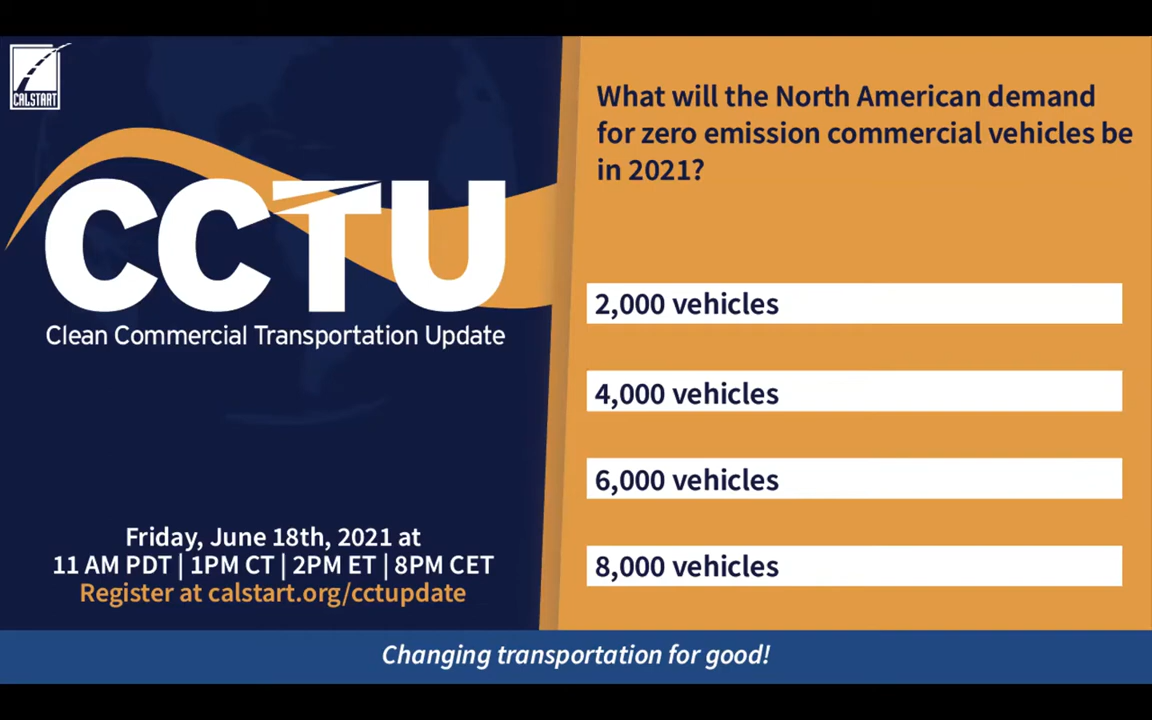 CALSTART
CCTU
Clean Commercial Transportation Update
Friday, June 18th, 2021 at
11 AM PDT | 1PM CT | 2PM ET | 8PM CET
Register at calstart.org/cctupdate
What will the North American demand
for zero emission commercial vehicles be
in 2021?
2,000 vehicles
4,000 vehicles
6,000 vehicles
8,000 vehicles
Changing transportation for good!